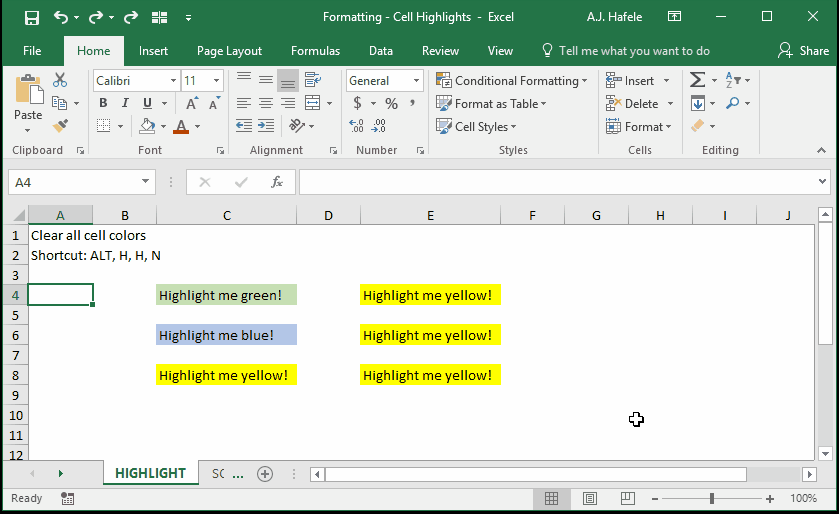 Formatting - Cell Highlights - Excel A.J. Hafele
File Home Insert Page Layout Formulas Data Review View Tell me what you want to do Share
Calibri 11 General Conditional Formatting Insert
Paste B I U $ % , Format as Table Delete
A Cell Styles Format
Clipboard Font Alignment Number Styles Cells Editing
A4 fx
A B C D E F G H I J
1 Clear all cell colors
2 Shortcut: ALT, H, H, N
3
4 Highlight me green! Highlight me yellow!
5
6 Highlight me blue! Highlight me yellow!
7
8 Highlight me yellow! Highlight me yellow!
9
10
11
12
HIGHLIGHT SC ...
Ready 100%